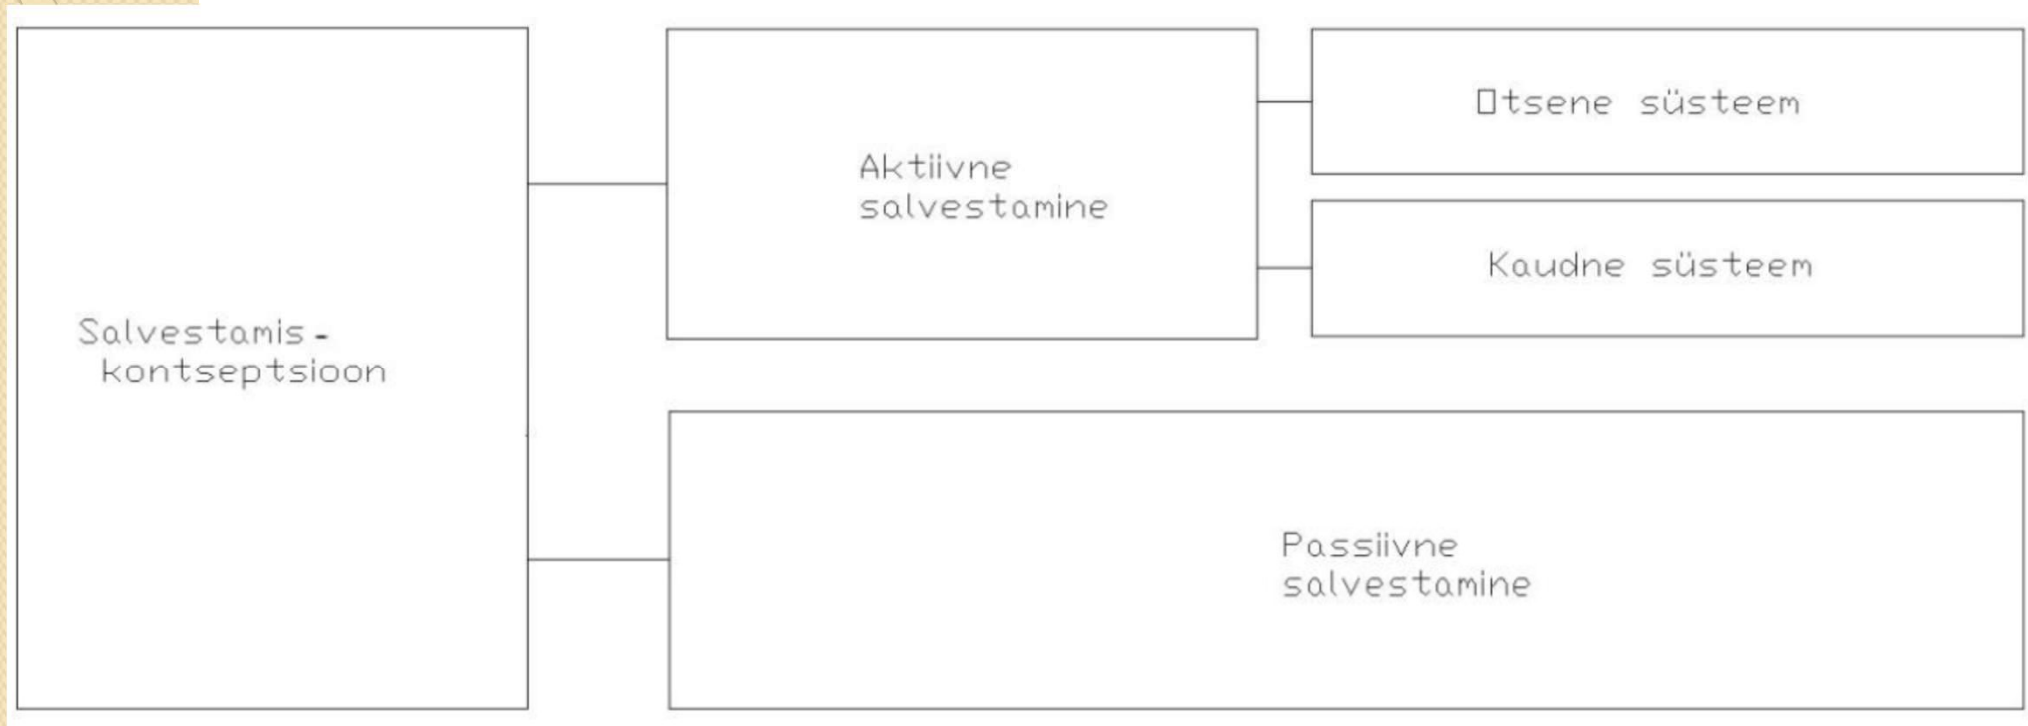 Salvestamis-
kontseptsioon
Aktiivne
salvestamine
Otsene süsteem
Kaudne süsteem
Passiivne
salvestamine